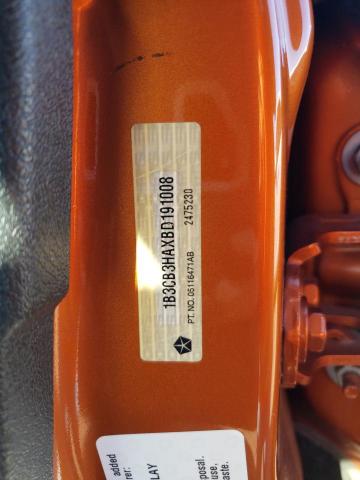 1B3CB3HAXBD191008
2475230
PT. NO. 05116471AB
added
rer:
LAY
posal.
use.
aste.